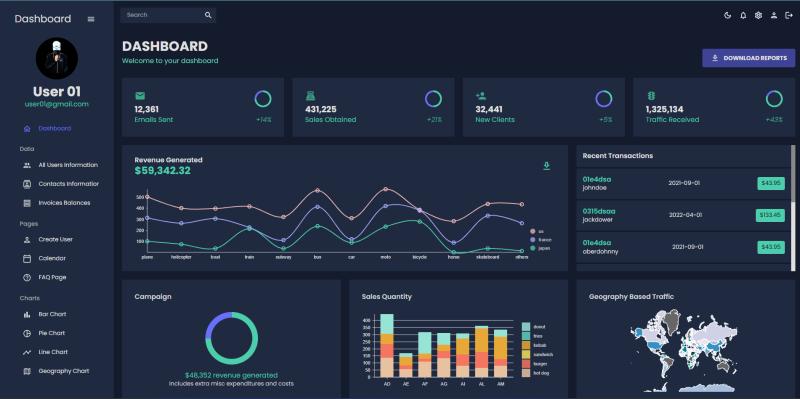 Dashboard
User 01
user01@gmail.com
Dashboard
Data
All Users Information
Contacts Informatior
Invoices Balances
Pages
Create User
Calendar
FAQ Page
Charts
Bar Chart
Pie Chart
Line Chart
Geography Chart
Search
DASHBOARD
Welcome to your dashboard
DOWNLOAD REPORTS
12,361
Emails Sent
+14%
431,225
Sales Obtained
+21%
32,441
New Clients
+5%
1,325,134
Traffic Received
+43%
Revenue Generated
$59,342.32
500
400
300
200
100
plane
helicopter
boat
train
subway
bus
car
moto
bicycle
horse
skateboard
others
us
france
japan
Recent Transactions
01e4dsa
johndoe
2021-09-01
$43.95
0315dsaa
jackdower
2022-04-01
$133.45
01e4dsa
aberdohnny
2021-09-01
$43.95
Campaign
$48,352 revenue generated
Includes extra misc expenditures and costs
Sales Quantity
400
350
300
250
200
150
100
50
0
AD
AE
AF
AG
AI
AL
AM
donut
fries
kebab
sandwich
burger
hot dog
Geography Based Traffic